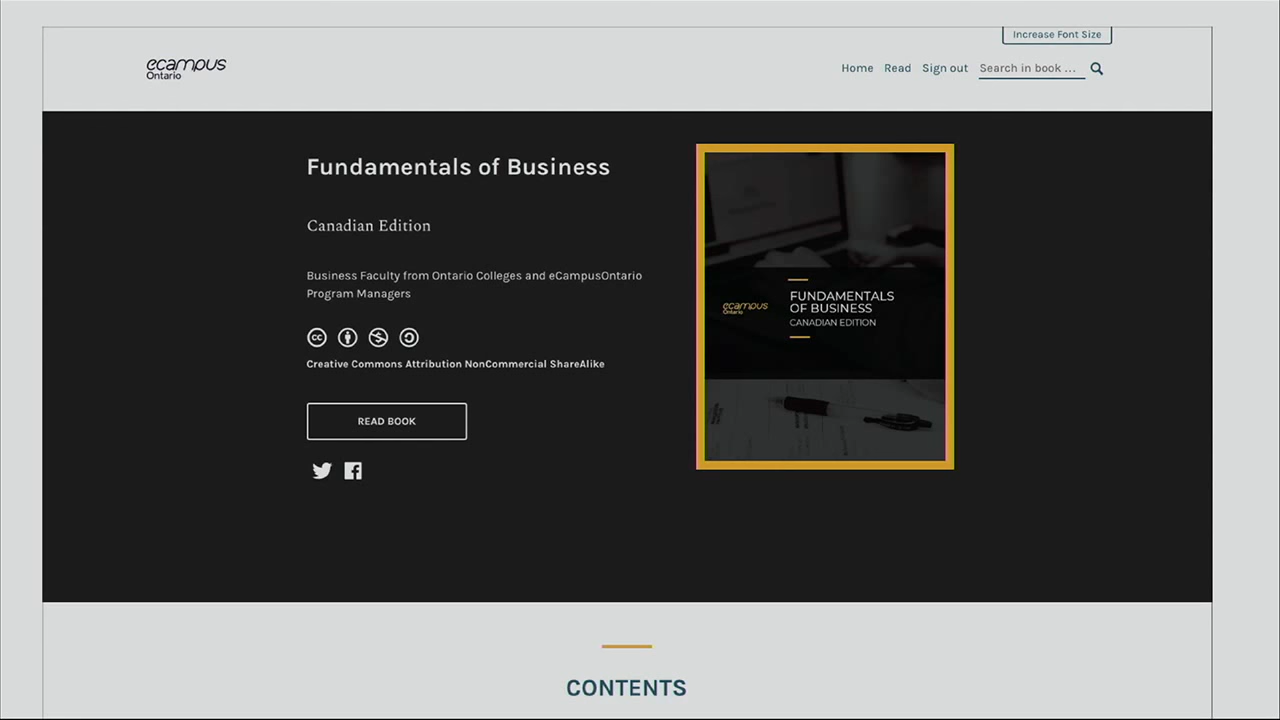 Increase Font Size
ecampus
Ontario
Home Read Sign out Search in book ...
Fundamentals of Business
Canadian Edition
Business Faculty from Ontario Colleges and eCampusOntario
Program Managers
Creative Commons Attribution NonCommercial ShareAlike
READ BOOK
ecampus
Ontario
FUNDAMENTALS
OF BUSINESS
CANADIAN EDITION
CONTENTS